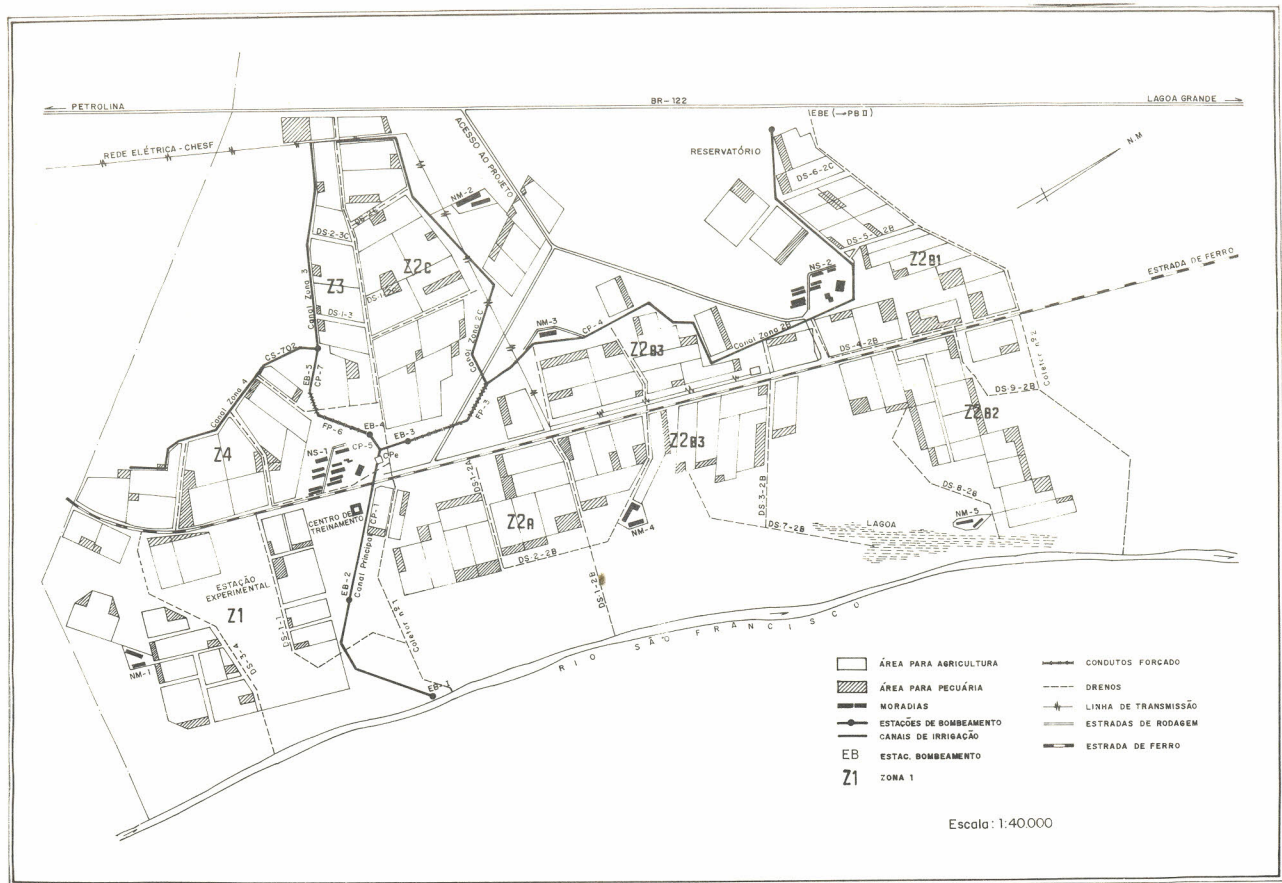 PETROLINA
BR-122
LAGOA GRANDE
EBE (→PB II)
REDE ELÉTRICA - CHESF
ACESSO AO PROJETO
RESERVATÓRIO
N.M
DS-6-2C
NM-2
DS-2-3C
DS-5-2B
Z2C
Z2B1
ESTRADA DE FERRO
NS-2
Canal Zona 3
Z3
DS-1-3
NM-3
CP-4
Canal Zona 2C
Canal Zona 2B
DS-4-2B
Z2B3
Coletor nº 2
CS-702
EB-5
CP-7
DS-9-2B
Canal Zona 4
FP-3
Z2B2
FP-6
EB-4
EB-3
Z2B3
Z4
NS-1
CP-5
CPe
DS-1-2A
DS-3-2B
DS-8-2B
CENTRO DE
TREINAMENTO
CP-1
Z2A
NM-4
DS-7-2B
LAGOA
NM-5
Canal Principal
DS-2-2B
ESTAÇÃO
EXPERIMENTAL
EB-2
DS-1-2B
Z1
DS-1-1
Coletor nº 1
RIO SÃO FRANCISCO
DS-3-4
NM-1
EB-1
ÁREA PARA AGRICULTURA
ÁREA PARA PECUÁRIA
MORADIAS
ESTAÇÕES DE BOMBEAMENTO
CANAIS DE IRRIGAÇÃO
EB ESTAC. BOMBEAMENTO
Z1 ZONA 1
CONDUTOS FORÇADO
DRENOS
LINHA DE TRANSMISSÃO
ESTRADAS DE RODAGEM
ESTRADA DE FERRO
Escala: 1:40.000